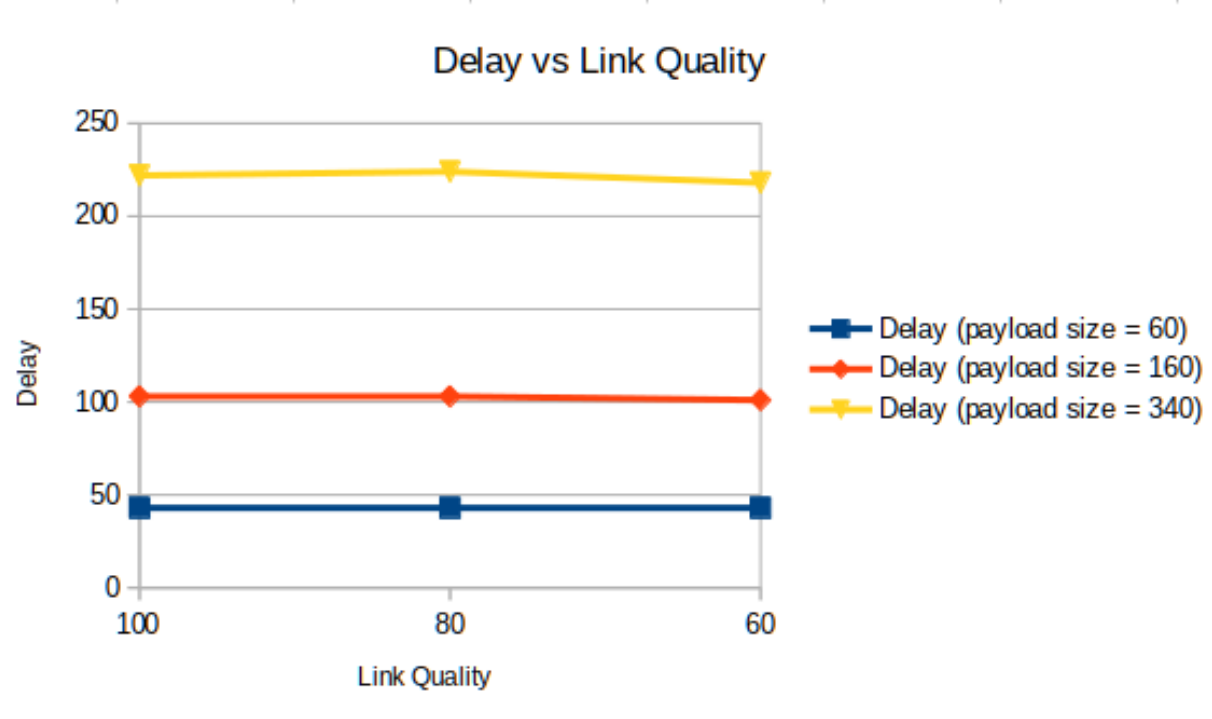 Delay vs Link Quality
250
200
150
100
50
0
Delay
100 80 60
Link Quality
Delay (payload size = 60)
Delay (payload size = 160)
Delay (payload size = 340)